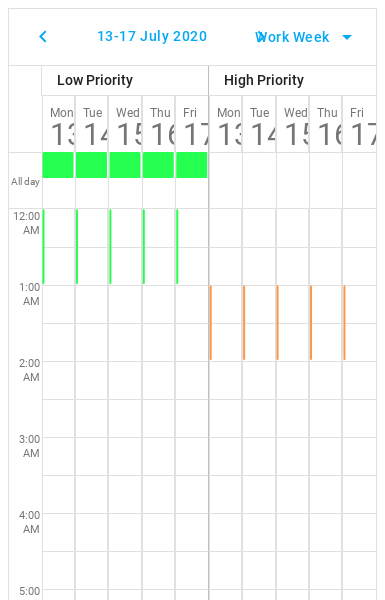 13-17 July 2020 Work Week
Low Priority High Priority
Mon Tue Wed Thu Fri Mon Tue Wed Thu Fri
13 14 15 16 17 13 14 15 16 17
All day
12:00
AM
1:00
AM
2:00
AM
3:00
AM
4:00
AM
5:00